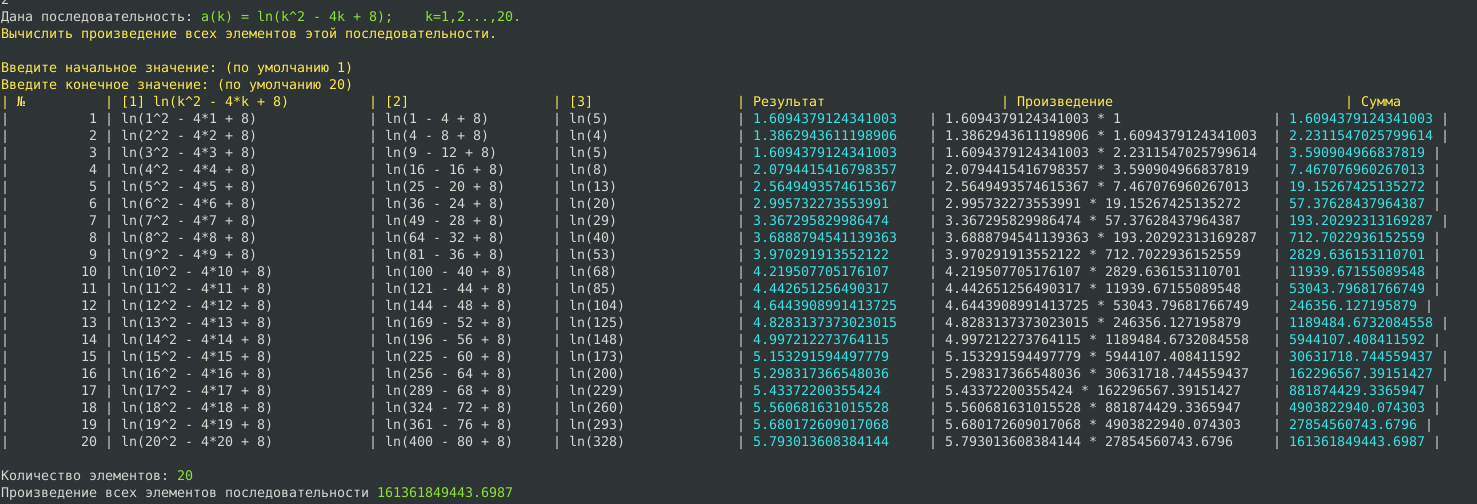 2
Дана последовательность: a(k) = ln(k^2 - 4k + 8);    k=1,2...,20.
Вычислить произведение всех элементов этой последовательности.
Введите начальное значение: (по умолчанию 1)
Введите конечное значение: (по умолчанию 20)
| № | [1] ln(k^2 - 4*k + 8) | [2] | [3] | Результат | Произведение | Сумма
| 1 | ln(1^2 - 4*1 + 8) | ln(1 - 4 + 8) | ln(5) | 1.6094379124341003 | 1.6094379124341003 * 1 | 1.6094379124341003 |
| 2 | ln(2^2 - 4*2 + 8) | ln(4 - 8 + 8) | ln(4) | 1.3862943611198906 | 1.3862943611198906 * 1.6094379124341003 | 2.2311547025799614 |
| 3 | ln(3^2 - 4*3 + 8) | ln(9 - 12 + 8) | ln(5) | 1.6094379124341003 | 1.6094379124341003 * 2.2311547025799614 | 3.590904966837819 |
| 4 | ln(4^2 - 4*4 + 8) | ln(16 - 16 + 8) | ln(8) | 2.0794415416798357 | 2.0794415416798357 * 3.590904966837819 | 7.467076960267013 |
| 5 | ln(5^2 - 4*5 + 8) | ln(25 - 20 + 8) | ln(13) | 2.5649493574615367 | 2.5649493574615367 * 7.467076960267013 | 19.15267425135272 |
| 6 | ln(6^2 - 4*6 + 8) | ln(36 - 24 + 8) | ln(20) | 2.995732273553991 | 2.995732273553991 * 19.15267425135272 | 57.37628437964387 |
| 7 | ln(7^2 - 4*7 + 8) | ln(49 - 28 + 8) | ln(29) | 3.367295829986474 | 3.367295829986474 * 57.37628437964387 | 193.20292313169287 |
| 8 | ln(8^2 - 4*8 + 8) | ln(64 - 32 + 8) | ln(40) | 3.6888794541139363 | 3.6888794541139363 * 193.20292313169287 | 712.7022936152559 |
| 9 | ln(9^2 - 4*9 + 8) | ln(81 - 36 + 8) | ln(53) | 3.970291913552122 | 3.970291913552122 * 712.7022936152559 | 2829.636153110701 |
| 10 | ln(10^2 - 4*10 + 8) | ln(100 - 40 + 8) | ln(68) | 4.219507705176107 | 4.219507705176107 * 2829.636153110701 | 11939.67155089548 |
| 11 | ln(11^2 - 4*11 + 8) | ln(121 - 44 + 8) | ln(85) | 4.442651256490317 | 4.442651256490317 * 11939.67155089548 | 53043.79681766749 |
| 12 | ln(12^2 - 4*12 + 8) | ln(144 - 48 + 8) | ln(104) | 4.6443908991413725 | 4.6443908991413725 * 53043.79681766749 | 246356.127195879 |
| 13 | ln(13^2 - 4*13 + 8) | ln(169 - 52 + 8) | ln(125) | 4.8283137373023015 | 4.8283137373023015 * 246356.127195879 | 1189484.6732084558 |
| 14 | ln(14^2 - 4*14 + 8) | ln(196 - 56 + 8) | ln(148) | 4.997212273764115 | 4.997212273764115 * 1189484.6732084558 | 5944107.408411592 |
| 15 | ln(15^2 - 4*15 + 8) | ln(225 - 60 + 8) | ln(173) | 5.153291594497779 | 5.153291594497779 * 5944107.408411592 | 30631718.744559437 |
| 16 | ln(16^2 - 4*16 + 8) | ln(256 - 64 + 8) | ln(200) | 5.298317366548036 | 5.298317366548036 * 30631718.744559437 | 162296567.39151427 |
| 17 | ln(17^2 - 4*17 + 8) | ln(289 - 68 + 8) | ln(229) | 5.43372200355424 | 5.43372200355424 * 162296567.39151427 | 881874429.3365947 |
| 18 | ln(18^2 - 4*18 + 8) | ln(324 - 72 + 8) | ln(260) | 5.560681631015528 | 5.560681631015528 * 881874429.3365947 | 4903822940.074303 |
| 19 | ln(19^2 - 4*19 + 8) | ln(361 - 76 + 8) | ln(293) | 5.680172609017068 | 5.680172609017068 * 4903822940.074303 | 27854560743.6796 |
| 20 | ln(20^2 - 4*20 + 8) | ln(400 - 80 + 8) | ln(328) | 5.793013608384144 | 5.793013608384144 * 27854560743.6796 | 161361849443.6987 |
Количество элементов: 20
Произведение всех элементов последовательности 161361849443.6987